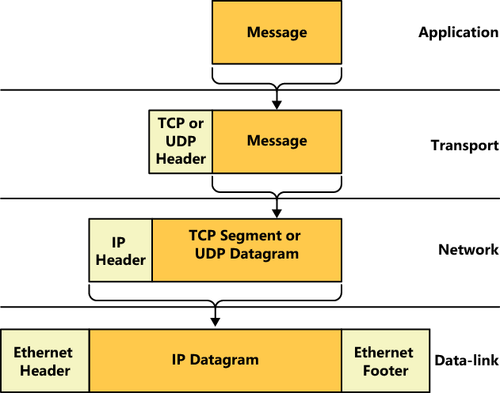 Message
Application
TCP or
UDP
Header
Message
Transport
IP
Header
TCP Segment or
UDP Datagram
Network
Ethernet
Header
IP Datagram
Ethernet
Footer
Data-link